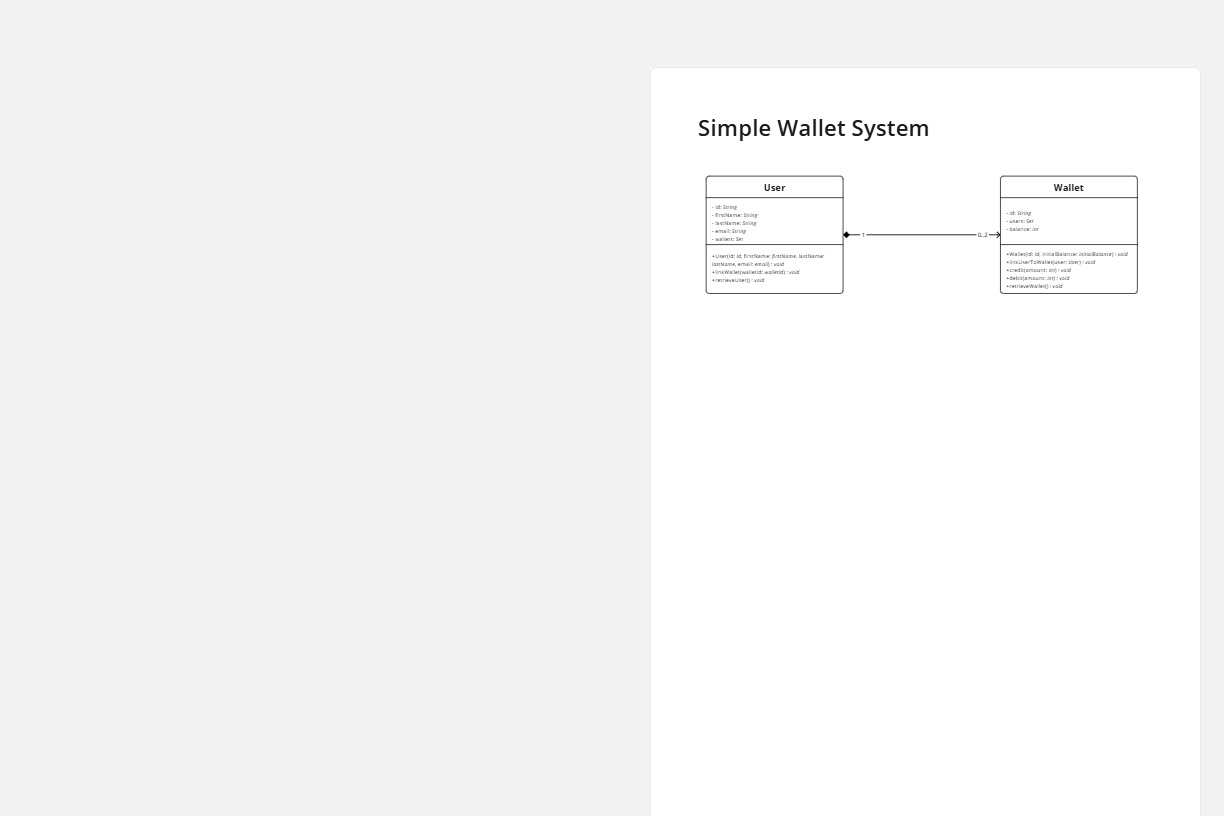 Simple Wallet System
User
- id: String
- firstName: String
- lastName: String
- email: String
- wallets: Set
+User(id: id, firstName: firstName, lastName:
lastName, email: email) : void
+linkWallet(walletId: walletId) : void
+retrieveUser() : void
1
0..2
Wallet
- id: String
- users: Set
- balance: int
+Wallet(id: id, initialBalance: initialBalance) : void
+linkUserToWallet(user: User) : void
+credit(amount: int) : void
+debit(amount: int) : void
+retrieveWallet() : void